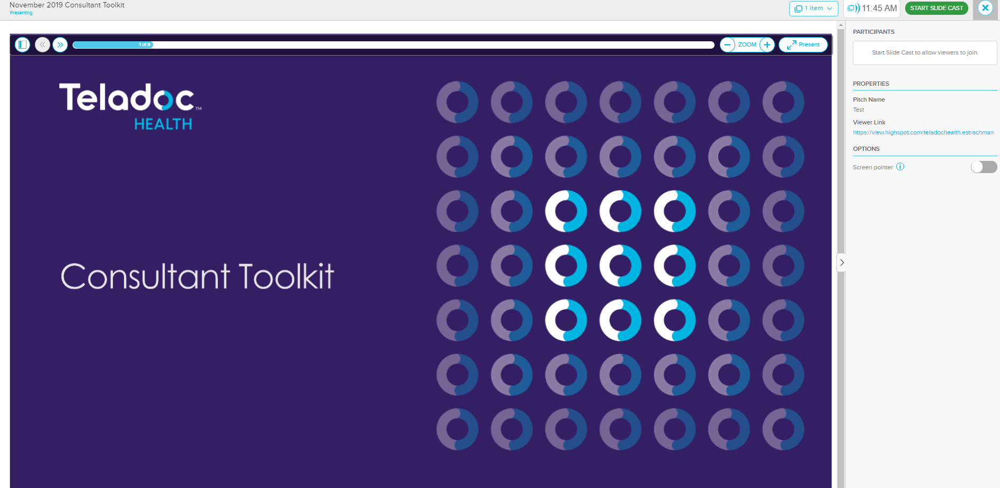 November 2019 Consultant Toolkit
Presenting
1 item
11:45 AM
START SLIDE CAST
1 of 8
ZOOM
Present
Teladoc™
HEALTH
Consultant Toolkit
PARTICIPANTS
Start Slide Cast to allow viewers to join.
PROPERTIES
Pitch Name
Test
Viewer Link
https://view.highspot.com/teladochealth.estrachman
OPTIONS
Screen pointer